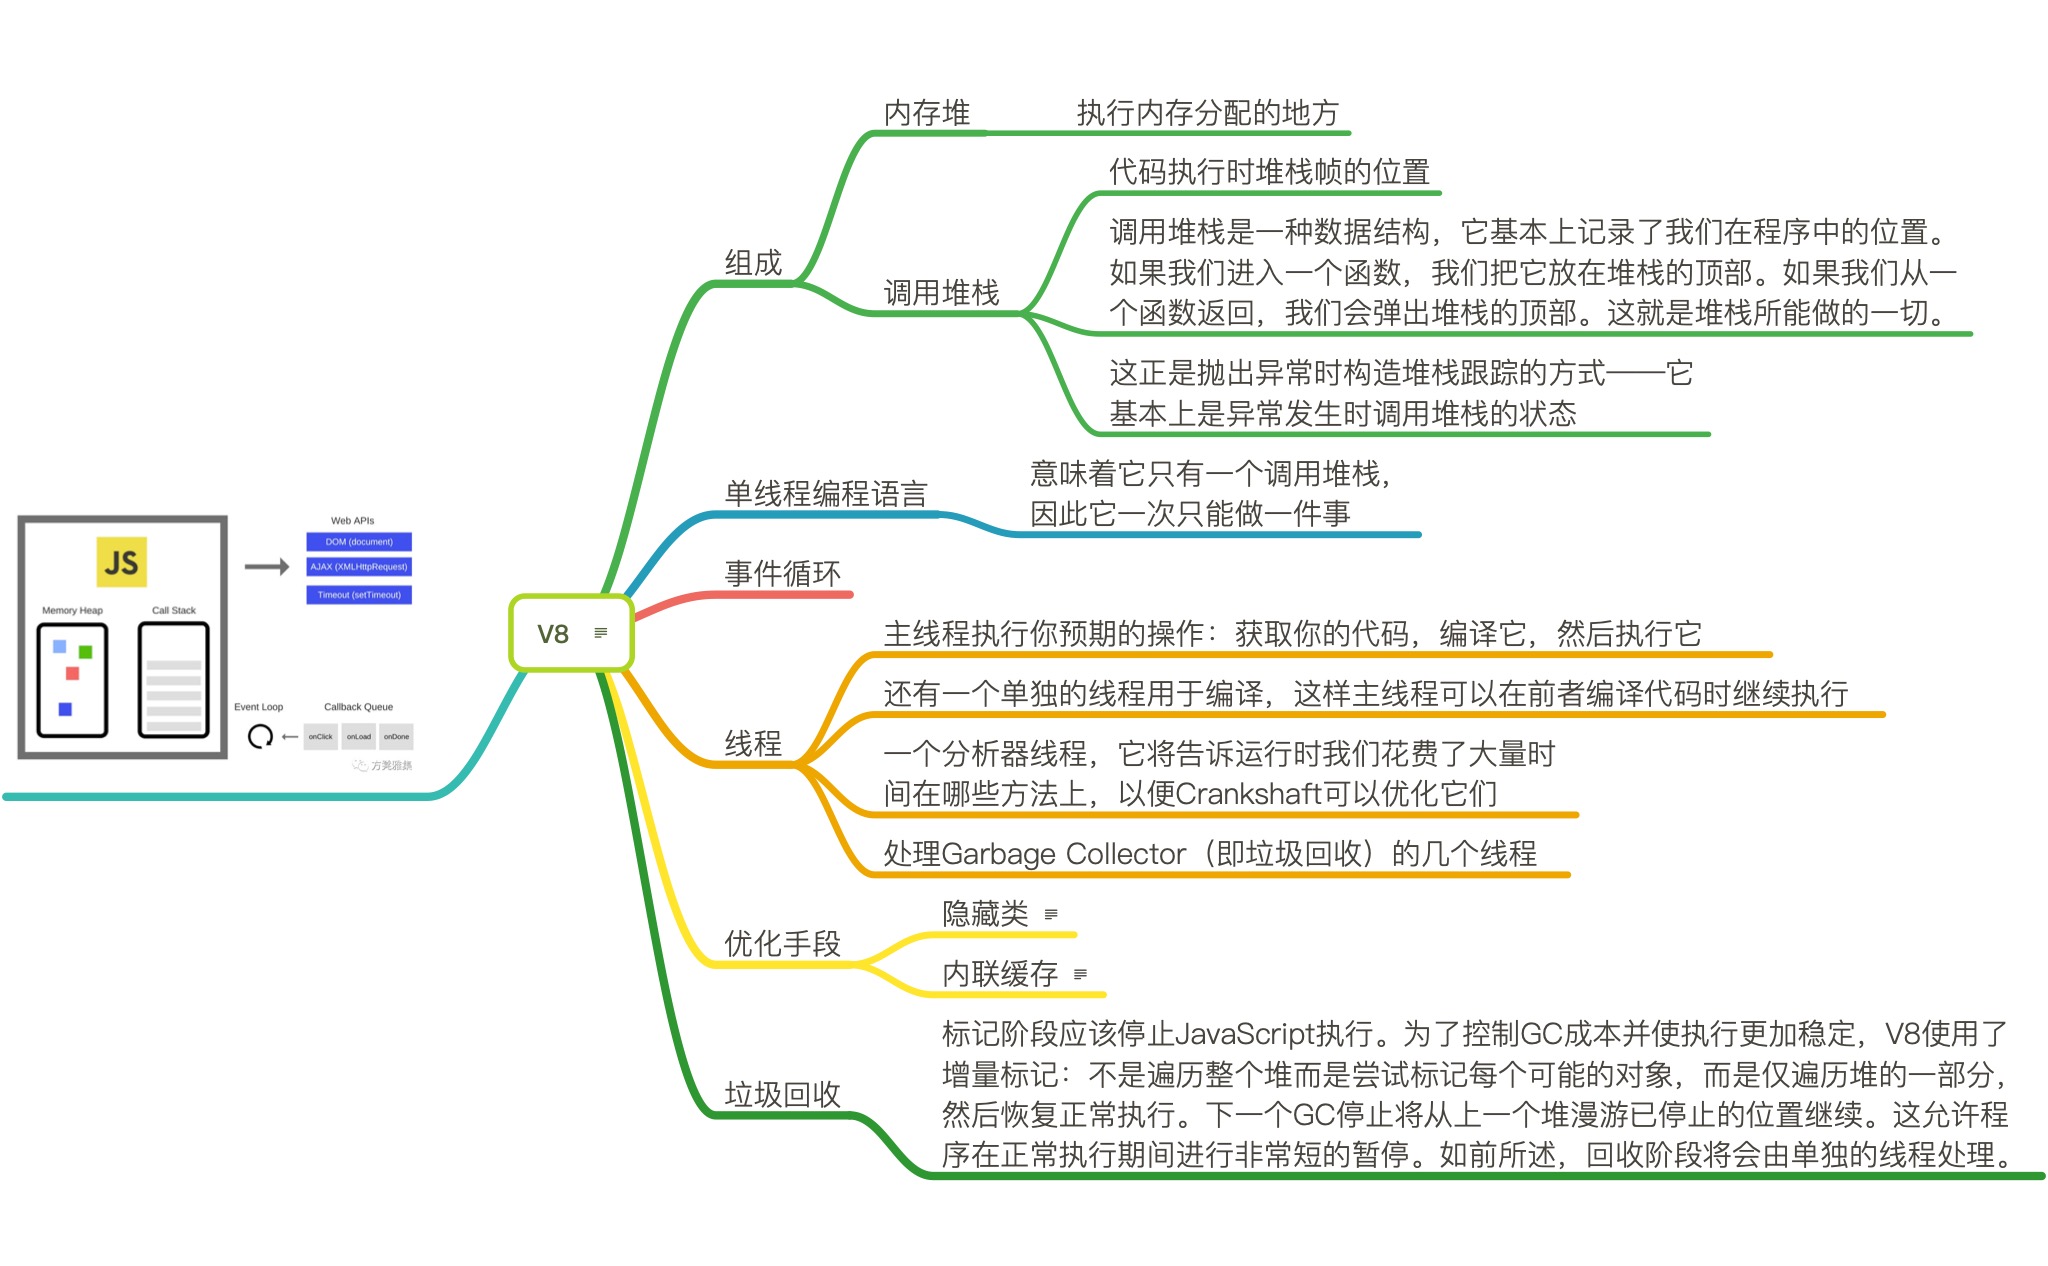 内存堆
执行内存分配的地方
代码执行时堆栈帧的位置
组成
调用堆栈
调用堆栈是一种数据结构，它基本上记录了我们在程序中的位置。
如果我们进入一个函数，我们把它放在堆栈的顶部。如果我们从一
个函数返回，我们会弹出堆栈的顶部。这就是堆栈所能做的一切。
这正是抛出异常时构造堆栈跟踪的方式——它
基本上是异常发生时调用堆栈的状态
单线程编程语言
意味着它只有一个调用堆栈，
因此它一次只能做一件事
事件循环
V8
主线程执行你预期的操作：获取你的代码，编译它，然后执行它
还有一个单独的线程用于编译，这样主线程可以在前者编译代码时继续执行
线程
一个分析器线程，它将告诉运行时我们花费了大量时
间在哪些方法上，以便Crankshaft可以优化它们
处理Garbage Collector（即垃圾回收）的几个线程
优化手段
隐藏类
内联缓存
垃圾回收
标记阶段应该停止JavaScript执行。为了控制GC成本并使执行更加稳定，V8使用了
增量标记：不是遍历整个堆而是尝试标记每个可能的对象，而是仅遍历堆的一部分，
然后恢复正常执行。下一个GC停止将从上一个堆漫游已停止的位置继续。这允许程
序在正常执行期间进行非常短的暂停。如前所述，回收阶段将会由单独的线程处理。
JS
Memory Heap
Call Stack
Web APIs
DOM (document)
AJAX (XMLHttpRequest)
Timeout (setTimeout)
Event Loop
Callback Queue
onClick
onLoad
onDone